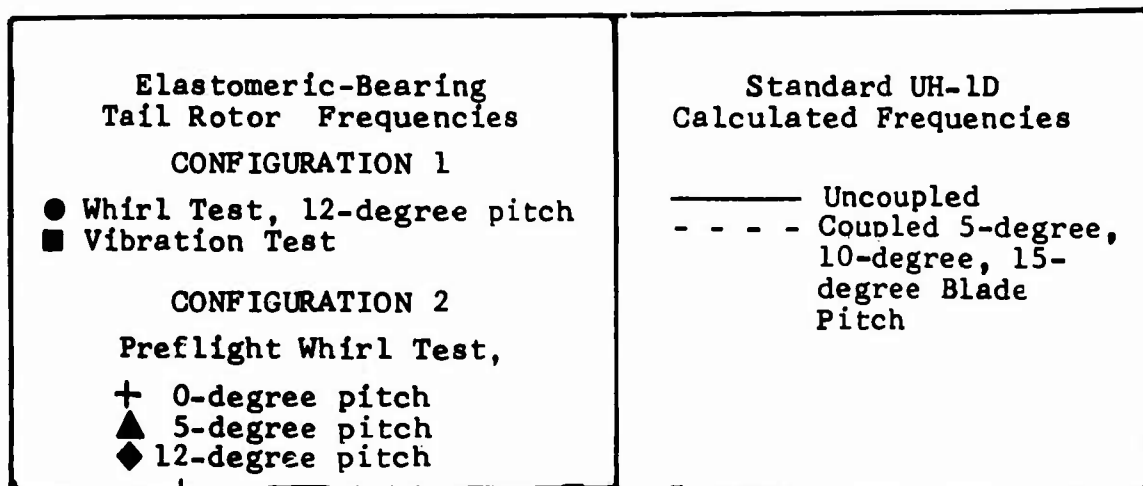 Elastomeric-Bearing
Tail Rotor Frequencies
CONFIGURATION 1
● Whirl Test, 12-degree pitch
■ Vibration Test
CONFIGURATION 2
Preflight Whirl Test,
+ 0-degree pitch
▲ 5-degree pitch
◆ 12-degree pitch
Standard UH-1D
Calculated Frequencies
Uncoupled
Coupled 5-degree,
10-degree, 15-
degree Blade
Pitch